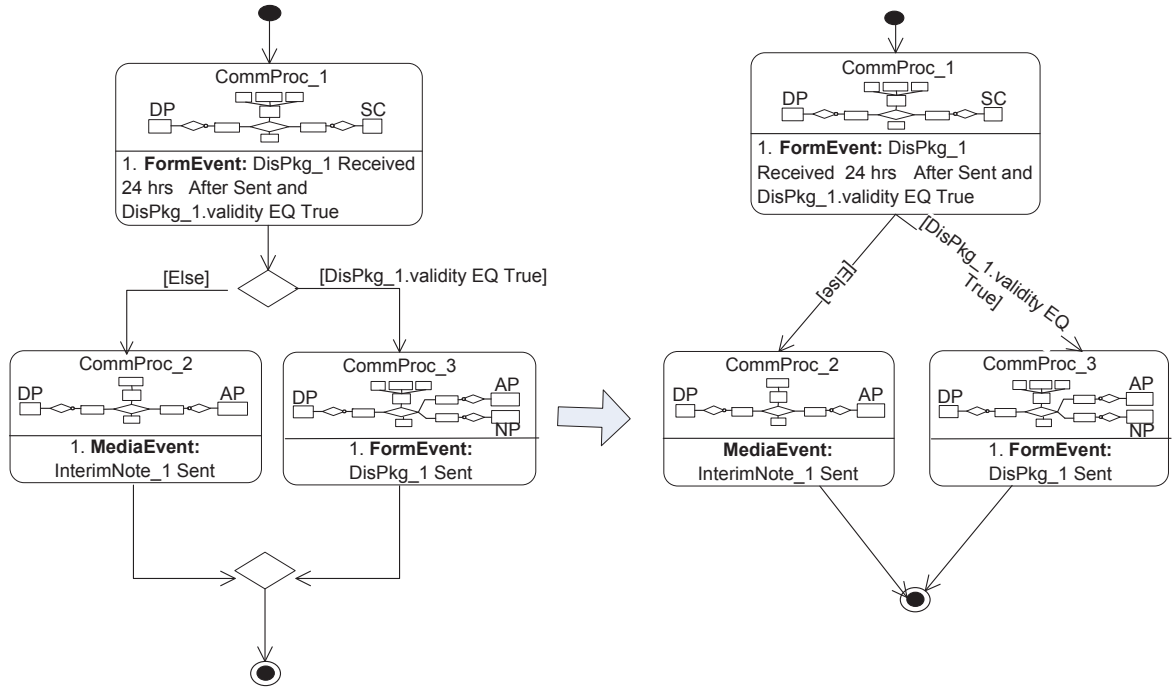 CommProc_1
DP
SC
1. FormEvent: DisPkg_1 Received
24 hrs After Sent and
DisPkg_1.validity EQ True
[Else]
[DisPkg_1.validity EQ True]
CommProc_2
DP
AP
1. MediaEvent:
InterimNote_1 Sent
CommProc_3
DP
AP
NP
1. FormEvent:
DisPkg_1 Sent
CommProc_1
DP
SC
1. FormEvent: DisPkg_1
Received 24 hrs After Sent and
DisPkg_1.validity EQ True
[Else]
[DisPkg_1.validity EQ
True]
CommProc_2
DP
AP
MediaEvent:
InterimNote_1 Sent
CommProc_3
DP
AP
NP
1. FormEvent:
DisPkg_1 Sent